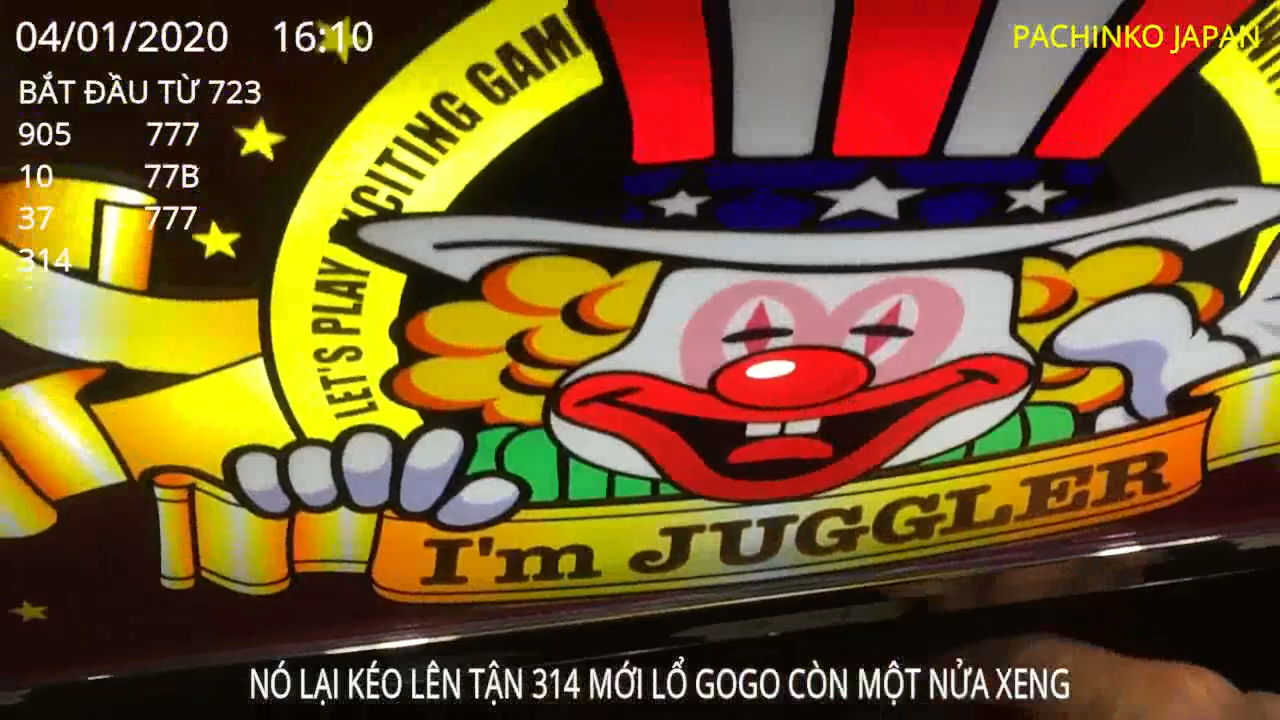 04/01/2020 16:10
PACHINKO JAPAN
BẮT ĐẦU TỪ 723
905 777
10 77B
37 777
314
LET'S PLAY EXCITING GAME
I'm JUGGLER
NÓ LẠI KÉO LÊN TẬN 314 MỚI LỔ GOGO CÒN MỘT NỬA XENG